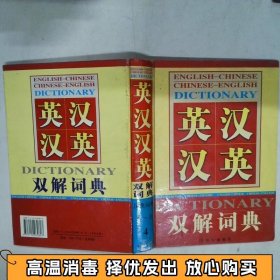 ENGLISH-CHINESE
CHINESE-ENGLISH
DICTIONARY
英汉
汉英
DICTIONARY
双解词典
英汉汉英
双解
词典
ENGLISH-CHINESE
CHINESE-ENGLISH
DICTIONARY
英汉
汉英
DICTIONARY
双解词典
高温消毒 择优发出 放心购买